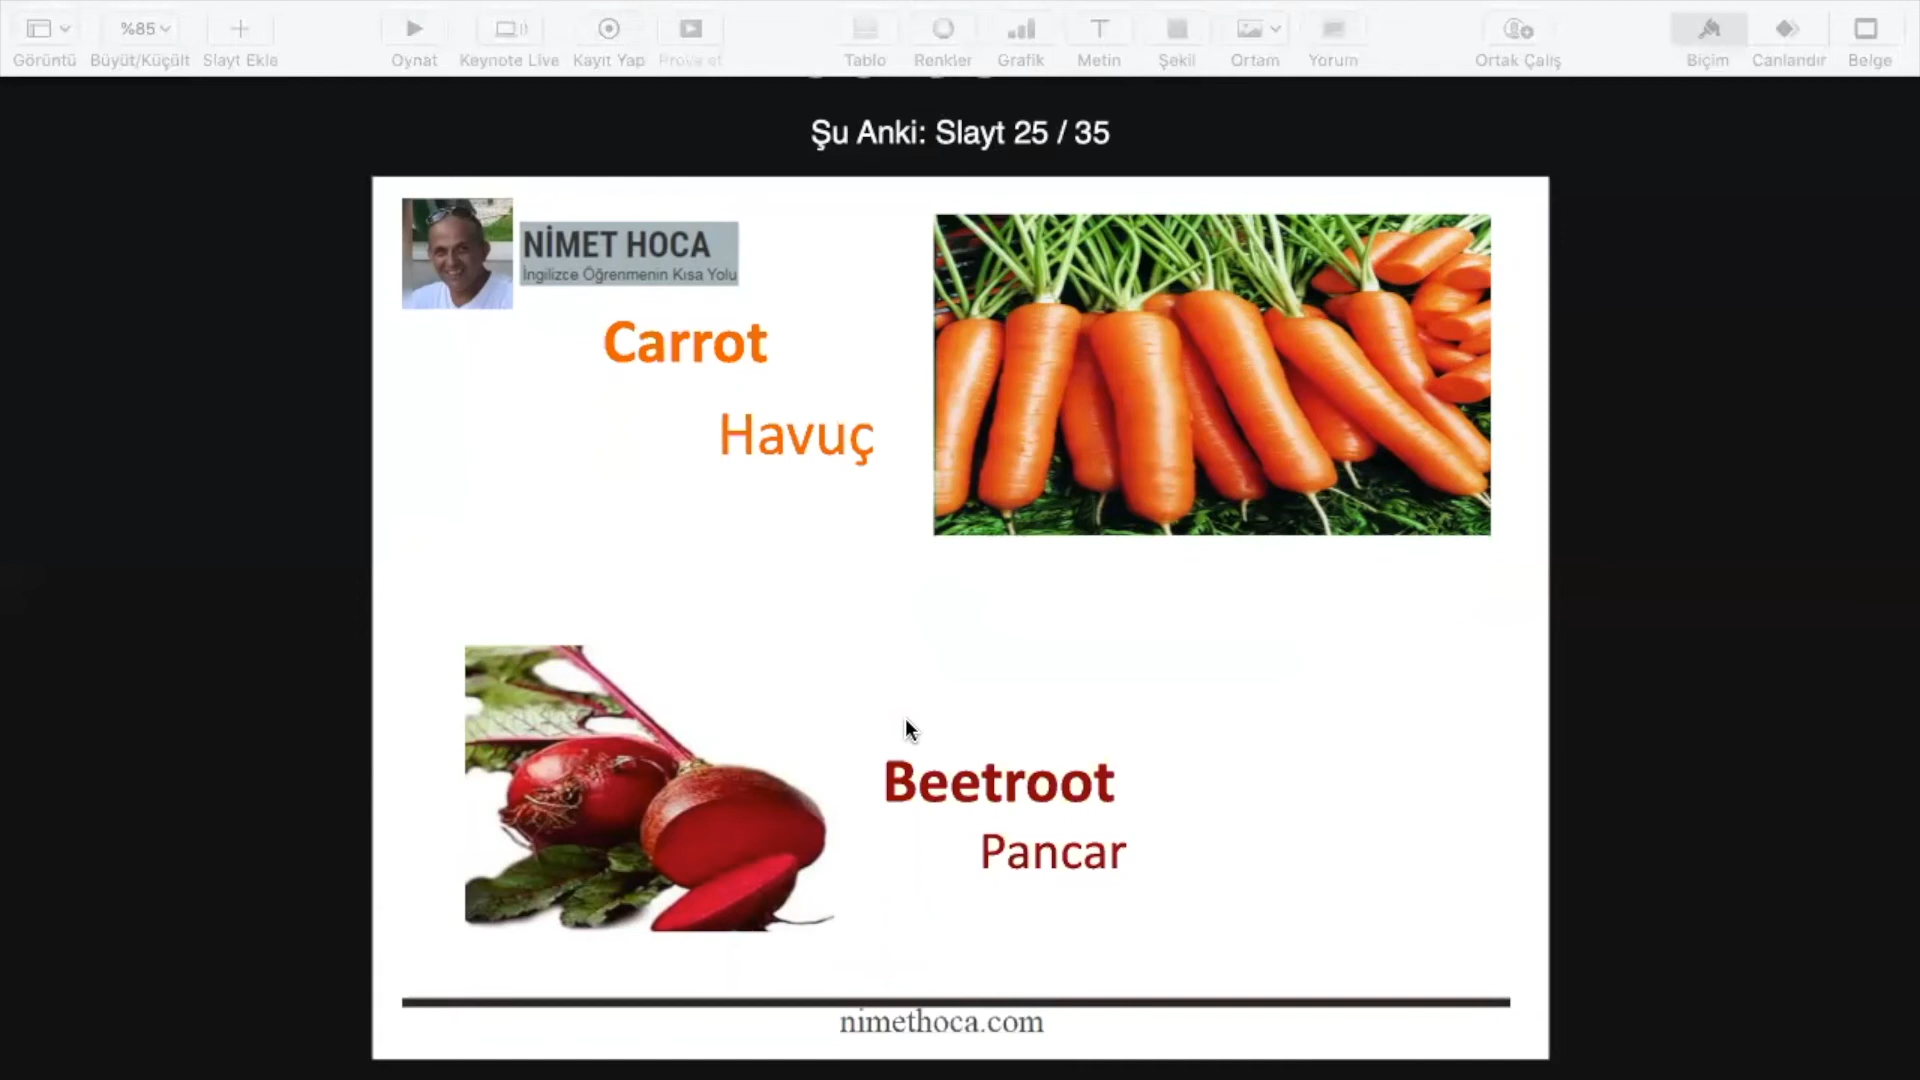 Görüntü
%85
Büyüt/Küçült
Slayt Ekle
Oynat
Keynote Live
Kayıt Yap
Prova et
Tablo
Renkler
Grafik
Metin
Şekil
Ortam
Yorum
Ortak Çalış
Biçim
Canlandır
Belge
Şu Anki: Slayt 25 / 35
NİMET HOCA
İngilizce Öğrenmenin Kısa Yolu
Carrot
Havuç
Beetroot
Pancar
nimethoca.com